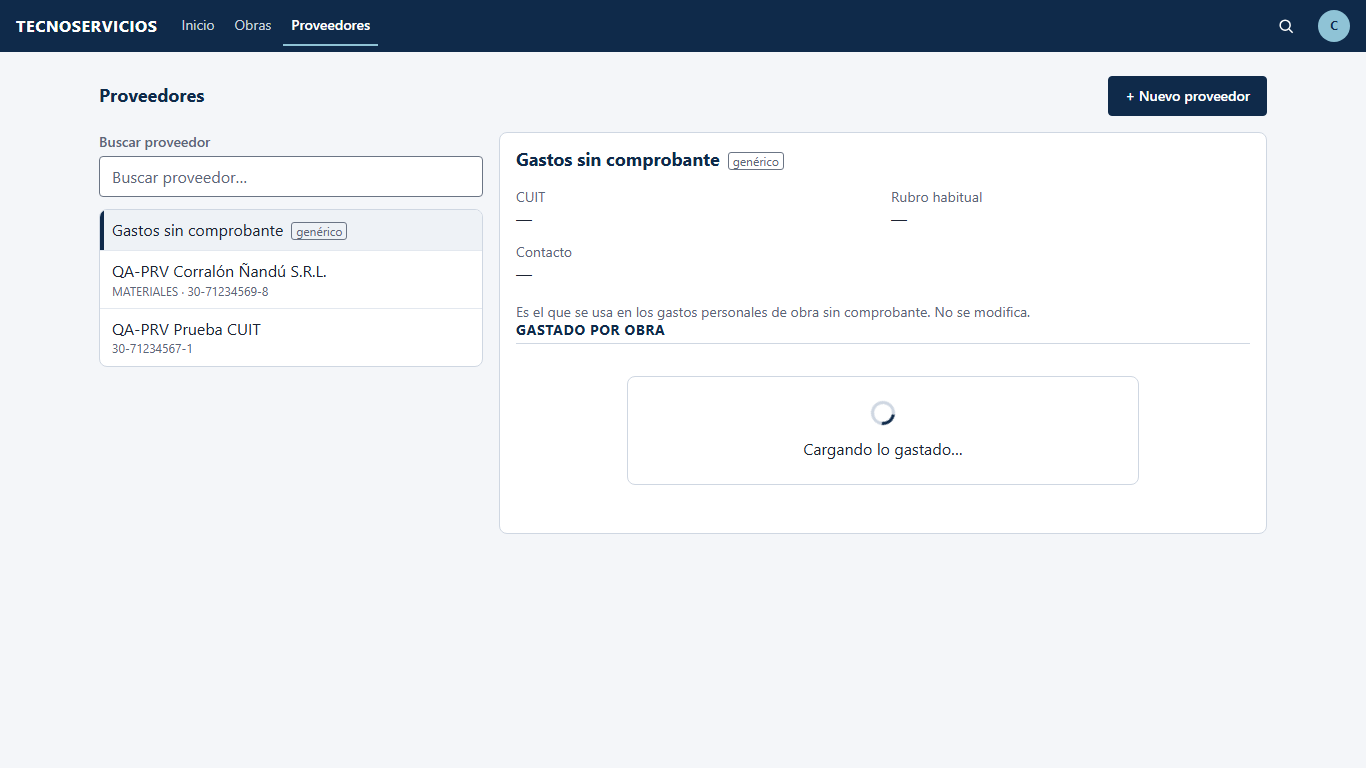 TECNOSERVICIOS Inicio Obras Proveedores C
Proveedores
+ Nuevo proveedor
Buscar proveedor
Buscar proveedor...
Gastos sin comprobante genérico
QA-PRV Corralón Ñandú S.R.L.
MATERIALES · 30-71234569-8
QA-PRV Prueba CUIT
30-71234567-1
Gastos sin comprobante genérico
CUIT
—
Rubro habitual
—
Contacto
—
Es el que se usa en los gastos personales de obra sin comprobante. No se modifica.
GASTADO POR OBRA
Cargando lo gastado...